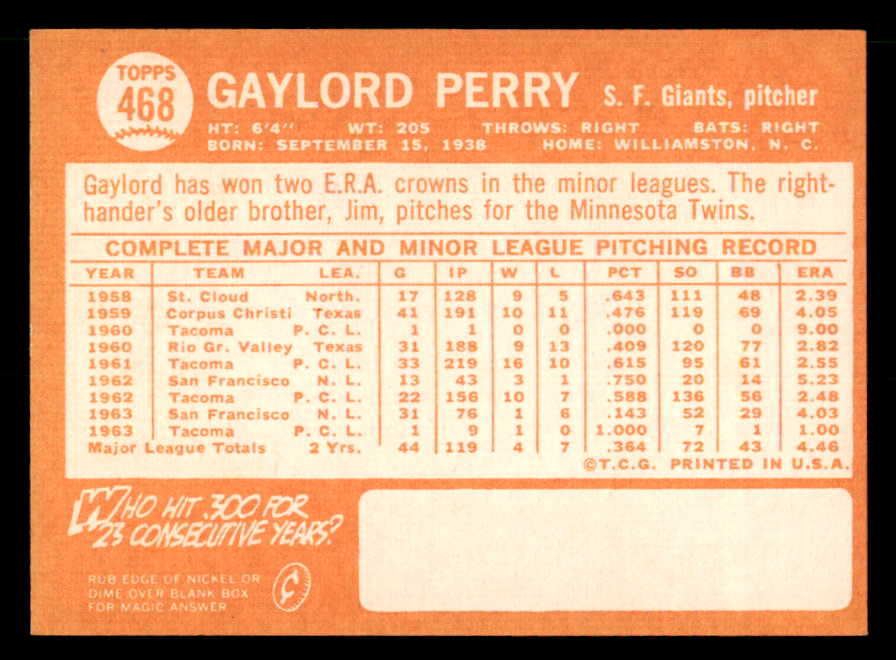 TOPPS
468
GAYLORD PERRY S. F. Giants, pitcher
HT: 6'4" WT: 205 THROWS: RIGHT BATS: RIGHT
BORN: SEPTEMBER 15, 1938 HOME: WILLIAMSTON, N. C.
Gaylord has won two E.R.A. crowns in the minor leagues. The right-
hander's older brother, Jim, pitches for the Minnesota Twins.
COMPLETE MAJOR AND MINOR LEAGUE PITCHING RECORD
YEAR TEAM LEA. G IP W L PCT SO BB ERA
1958 St. Cloud North. 17 128 9 5 .643 111 48 2.39
1959 Corpus Christi Texas 41 191 10 11 .476 119 69 4.05
1960 Tacoma P. C. L. 1 1 0 0 .000 0 0 9.00
1960 Rio Gr. Valley Texas 31 188 9 13 .409 120 77 2.82
1961 Tacoma P. C. L. 33 219 16 10 .615 95 61 2.55
1962 San Francisco N. L. 13 43 3 1 .750 20 14 5.23
1962 Tacoma P. C. L. 22 156 10 7 .588 136 56 2.48
1963 San Francisco N. L. 31 76 1 6 .143 52 29 4.03
1963 Tacoma P. C. L. 1 9 1 0 1.000 7 1 1.00
Major League Totals 2 Yrs. 44 119 4 7 .364 72 43 4.46
©T.C.G. PRINTED IN U.S.A.
WHO HIT .300 FOR
23 CONSECUTIVE YEARS?
RUB EDGE OF NICKEL OR
DIME OVER BLANK BOX
FOR MAGIC ANSWER
¢